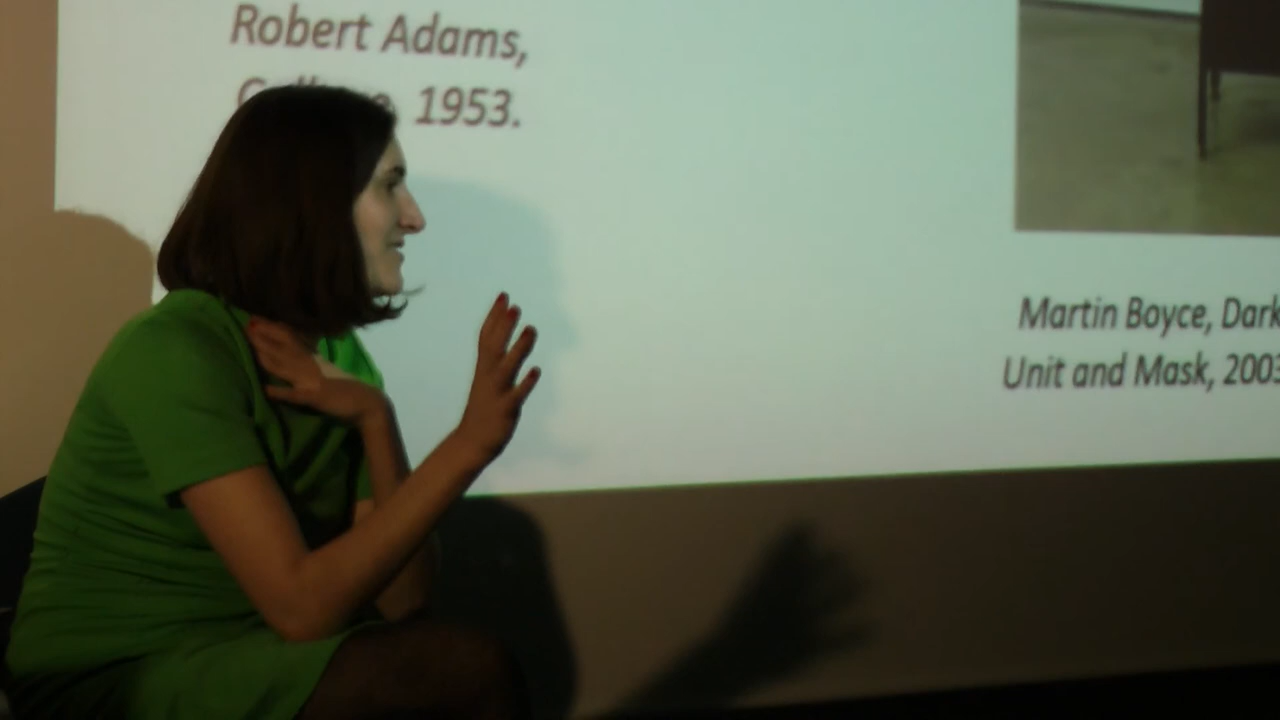 Robert Adams,
1953.
Martin Boyce, Dark
Unit and Mask, 2003